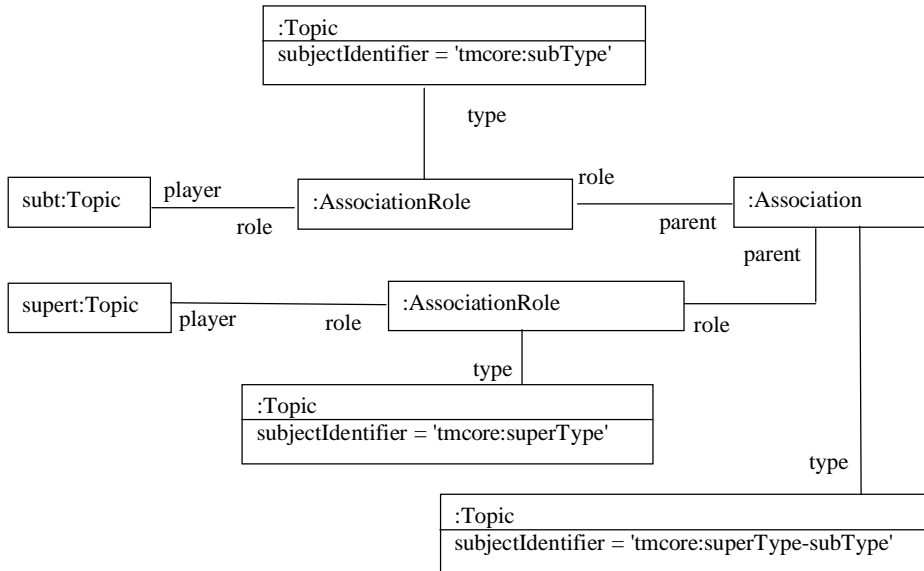 :Topic
subjectIdentifier = 'tmcore:subType'
type
subt:Topic
player
role
:AssociationRole
role
parent
:Association
parent
supert:Topic
player
role
:AssociationRole
role
type
:Topic
subjectIdentifier = 'tmcore:superType'
type
:Topic
subjectIdentifier = 'tmcore:superType-subType'